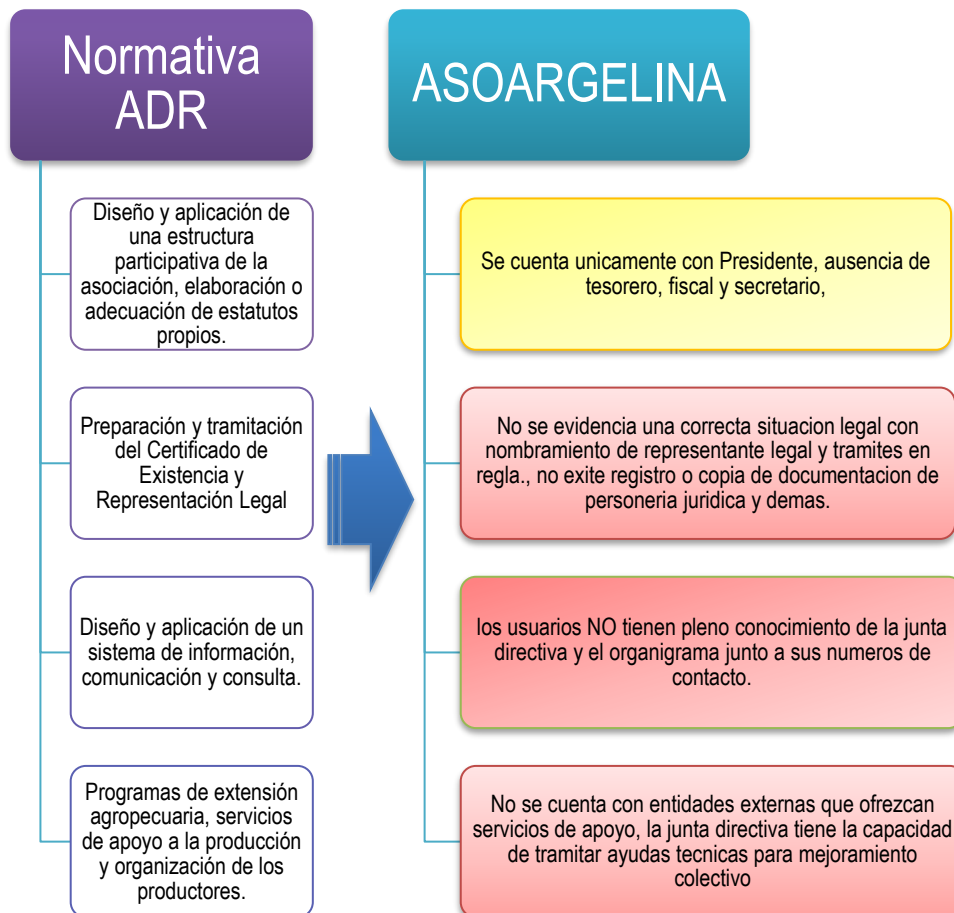 Normativa
ADR
Diseño y aplicación de
una estructura
participativa de la
asociación, elaboración o
adecuación de estatutos
propios.
Preparación y tramitación
del Certificado de
Existencia y
Representación Legal
Diseño y aplicación de un
sistema de información,
comunicación y consulta.
Programas de extensión
agropecuaria, servicios
de apoyo a la producción
y organización de los
productores.
ASOARGELINA
Se cuenta unicamente con Presidente, ausencia de
tesorero, fiscal y secretario,
No se evidencia una correcta situacion legal con
nombramiento de representante legal y tramites en
regla., no exite registro o copia de documentacion de
personeria juridica y demas.
los usuarios NO tienen pleno conocimiento de la junta
directiva y el organigrama junto a sus numeros de
contacto.
No se cuenta con entidades externas que ofrezcan
servicios de apoyo, la junta directiva tiene la capacidad
de tramitar ayudas tecnicas para mejoramiento
colectivo